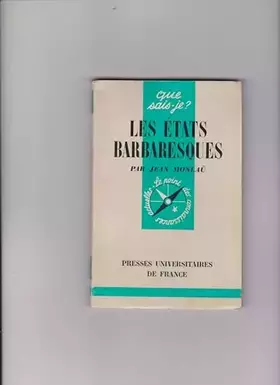 que
sais-je?
LES ÉTATS
BARBARESQUES
PAR JEAN MONLAÜ
Le point des connaissances
actuelles
PRESSES UNIVERSITAIRES
DE FRANCE